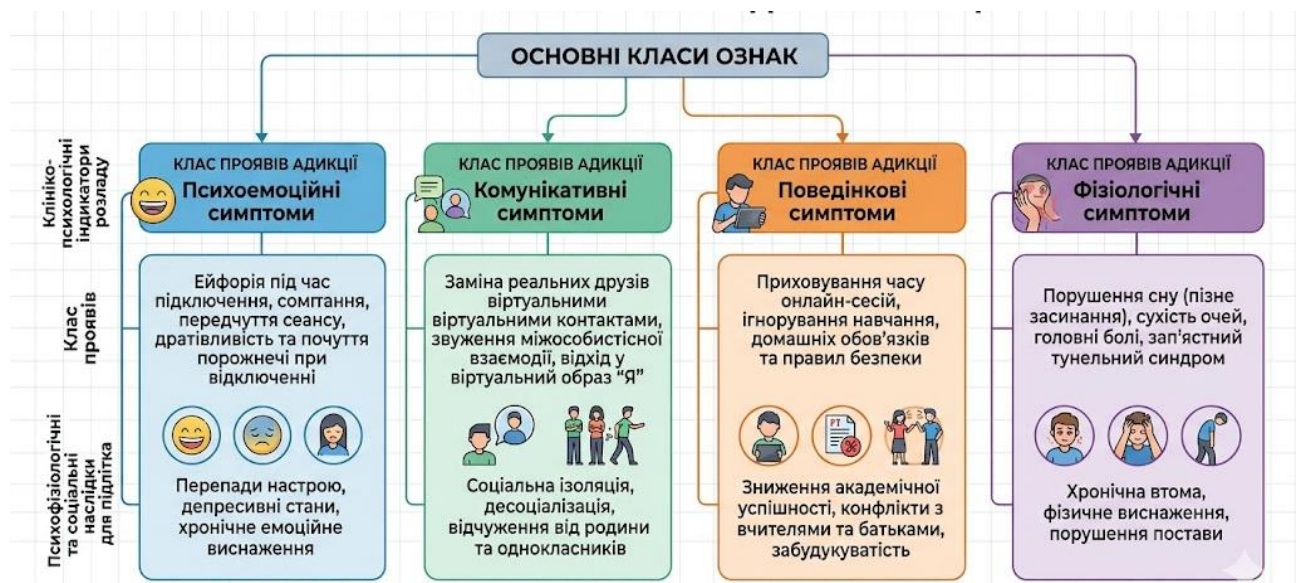 ОСНОВНІ КЛАСИ ОЗНАК
Клініко-
психологічні
індикатори
розладу
КЛАС ПРОЯВІВ АДИКЦІЇ
Психоемоційні
симптоми
КЛАС ПРОЯВІВ АДИКЦІЇ
Комунікативні
симптоми
КЛАС ПРОЯВІВ АДИКЦІЇ
Поведінкові
симптоми
КЛАС ПРОЯВІВ АДИКЦІЇ
Фізіологічні
симптоми
Клас
проявів
Ейфорія під час
підключення, сомгтання,
передчуття сеансу,
дратівливість та почуття
порожнечі при
відключенні
Заміна реальних друзів
віртуальними
віртуальними контактами,
звуження міжособистісної
взаємодії, відхід у
віртуальний образ "Я"
Приховування часу
онлайн-сесій,
ігнорування навчання,
домашніх обов'язків
та правил безпеки
Порушення сну (пізнє
засинання), сухість очей,
головні болі, зап'ястний
тунельний синдром
PT
Психофізіологічні
та соціальні
наслідки
для підлітка
Перепади настрою,
депресивні стани,
хронічне емоційне
виснаження
Соціальна ізоляція,
десоціалізація,
відчуження від родини
та однокласників
Зниження академічної
успішності, конфлікти з
вчителями та батьками,
забудукуватість
Хронічна втома,
фізичне виснаження,
порушення постави